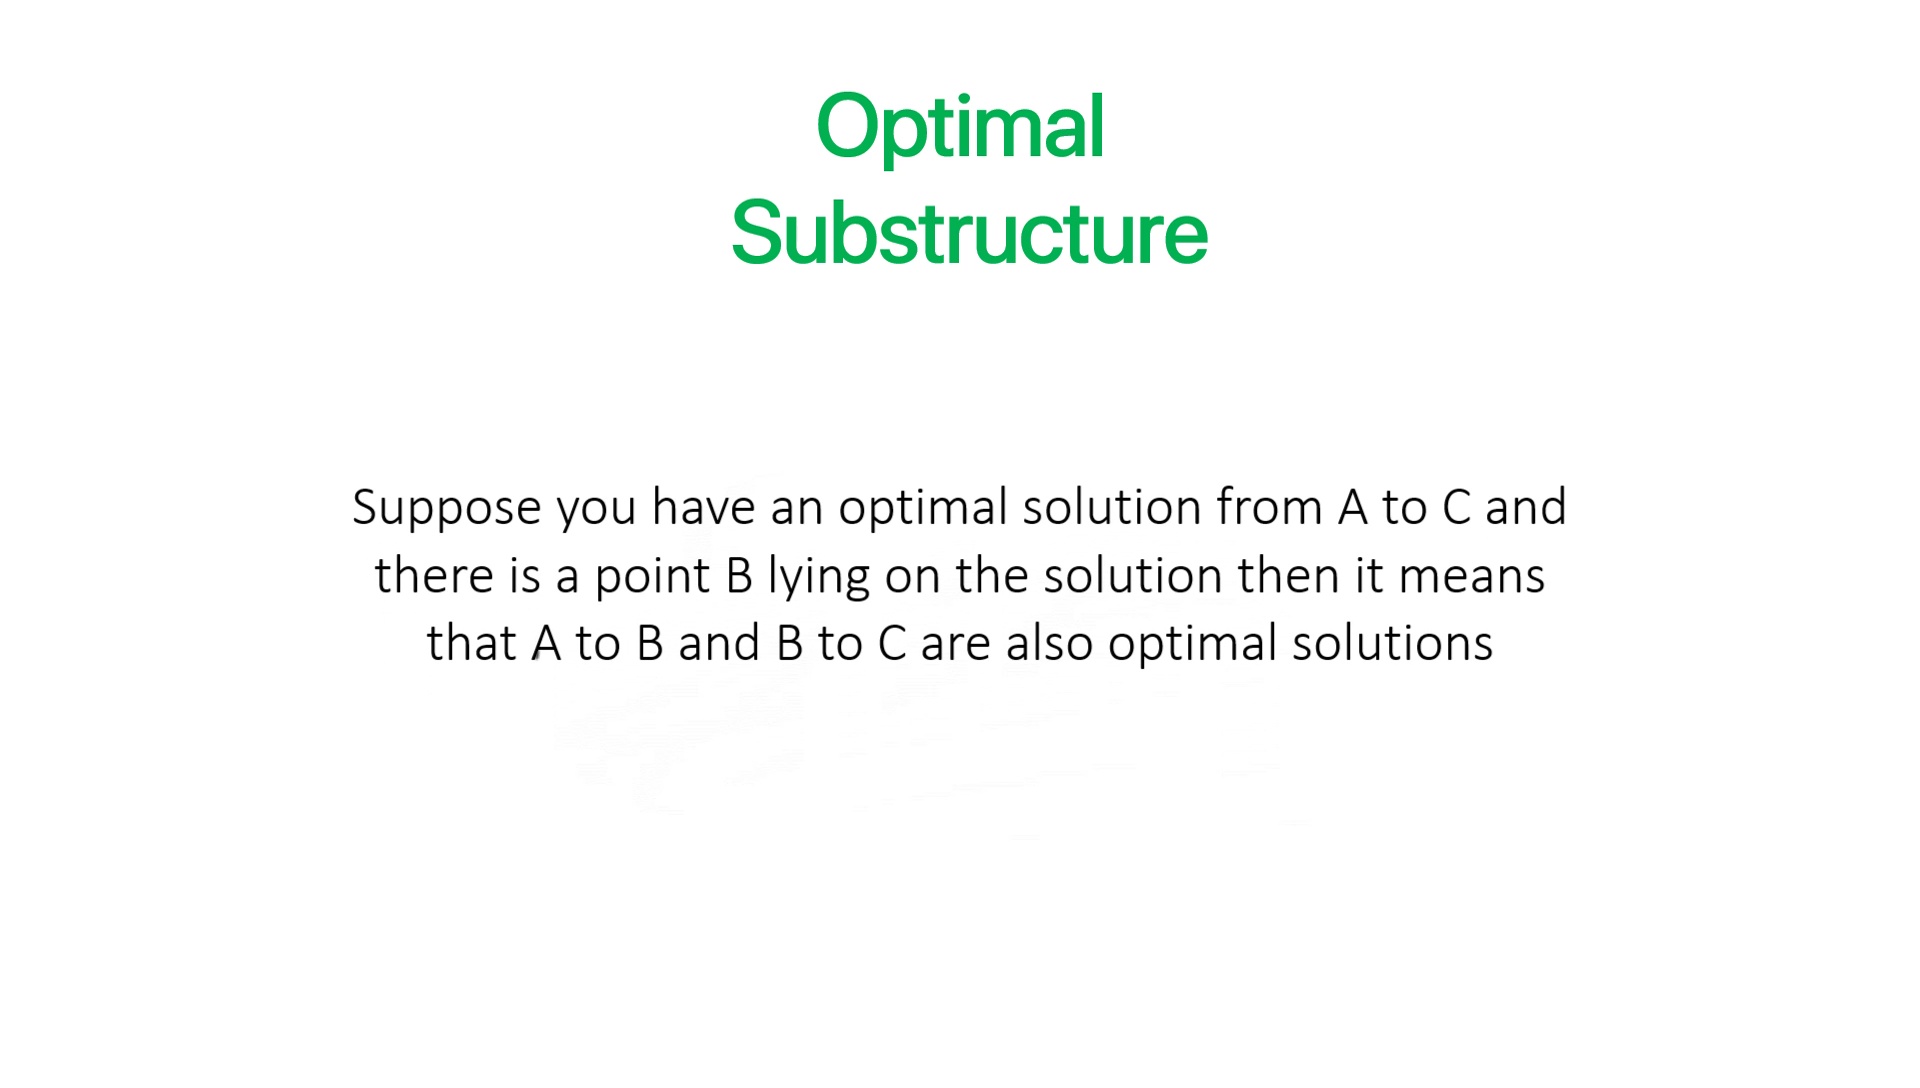 Optimal
Substructure
Suppose you have an optimal solution from A to C and
there is a point B lying on the solution then it means
that A to B and B to C are also optimal solutions